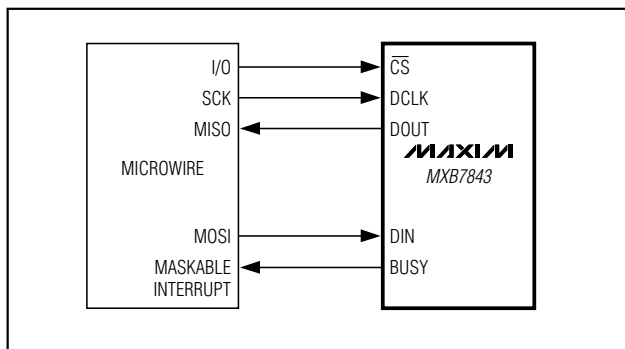 I/O
CS
SCK
DCLK
MISO
DOUT
MAXIM
MICROWIRE
MXB7843
MOSI
DIN
MASKABLE
INTERRUPT
BUSY